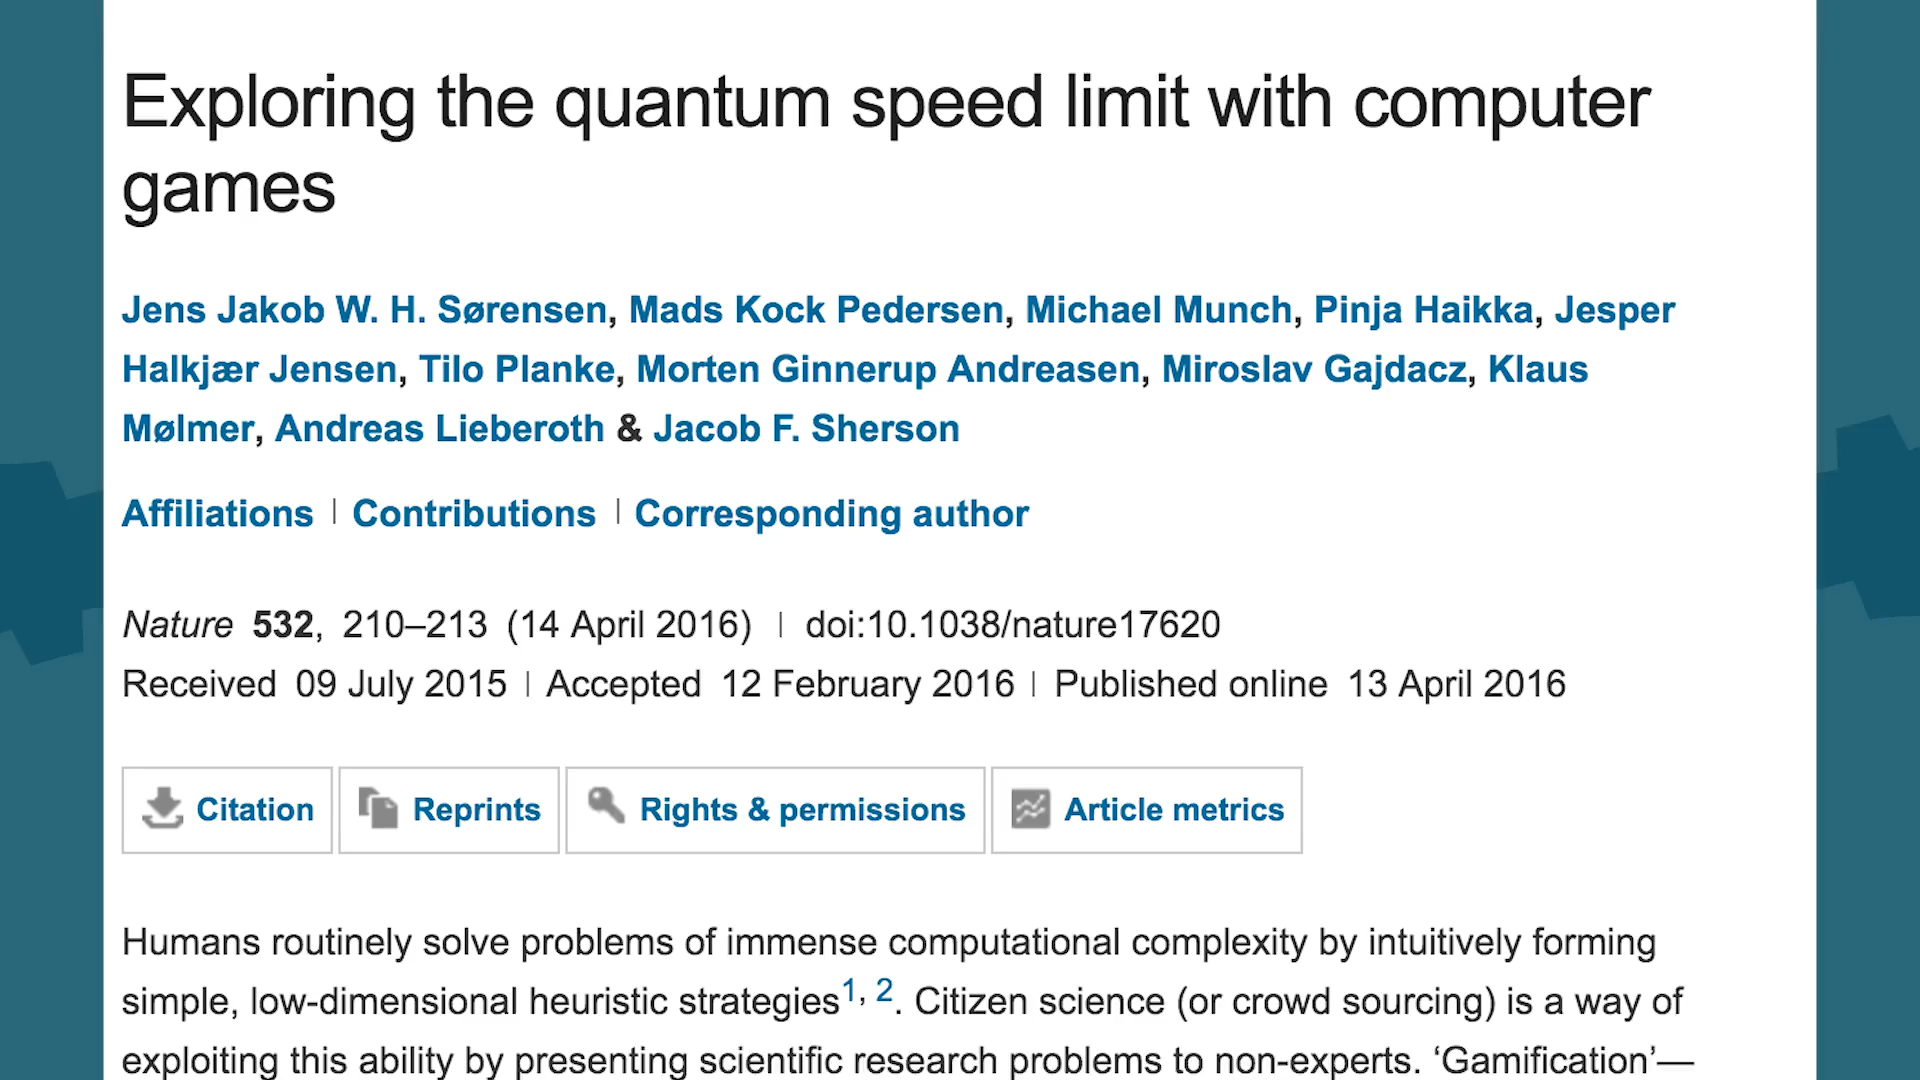 Exploring the quantum speed limit with computer
games
Jens Jakob W. H. Sørensen, Mads Kock Pedersen, Michael Munch, Pinja Haikka, Jesper
Halkjær Jensen, Tilo Planke, Morten Ginnerup Andreasen, Miroslav Gajdacz, Klaus
Mølmer, Andreas Lieberoth & Jacob F. Sherson
Affiliations | Contributions | Corresponding author
Nature 532, 210–213 (14 April 2016) | doi:10.1038/nature17620
Received 09 July 2015 | Accepted 12 February 2016 | Published online 13 April 2016
Citation Reprints Rights & permissions Article metrics
Humans routinely solve problems of immense computational complexity by intuitively forming
simple, low-dimensional heuristic strategies1, 2. Citizen science (or crowd sourcing) is a way of
exploiting this ability by presenting scientific research problems to non-experts. ‘Gamification’—